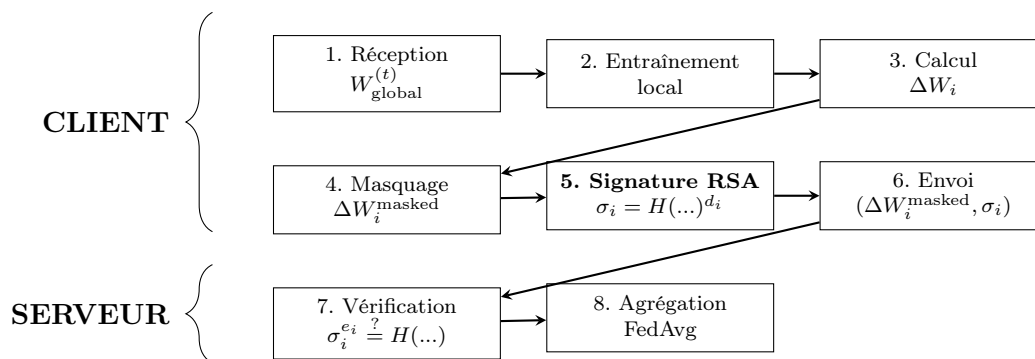 CLIENT
1. Réception
W_global^(t)
2. Entraînement
local
3. Calcul
ΔW_i
4. Masquage
ΔW_i^masked
5. Signature RSA
σ_i = H(...)^{d_i}
6. Envoi
(ΔW_i^masked, σ_i)
SERVEUR
7. Vérification
σ_i^{e_i} ≟ H(...)
8. Agrégation
FedAvg